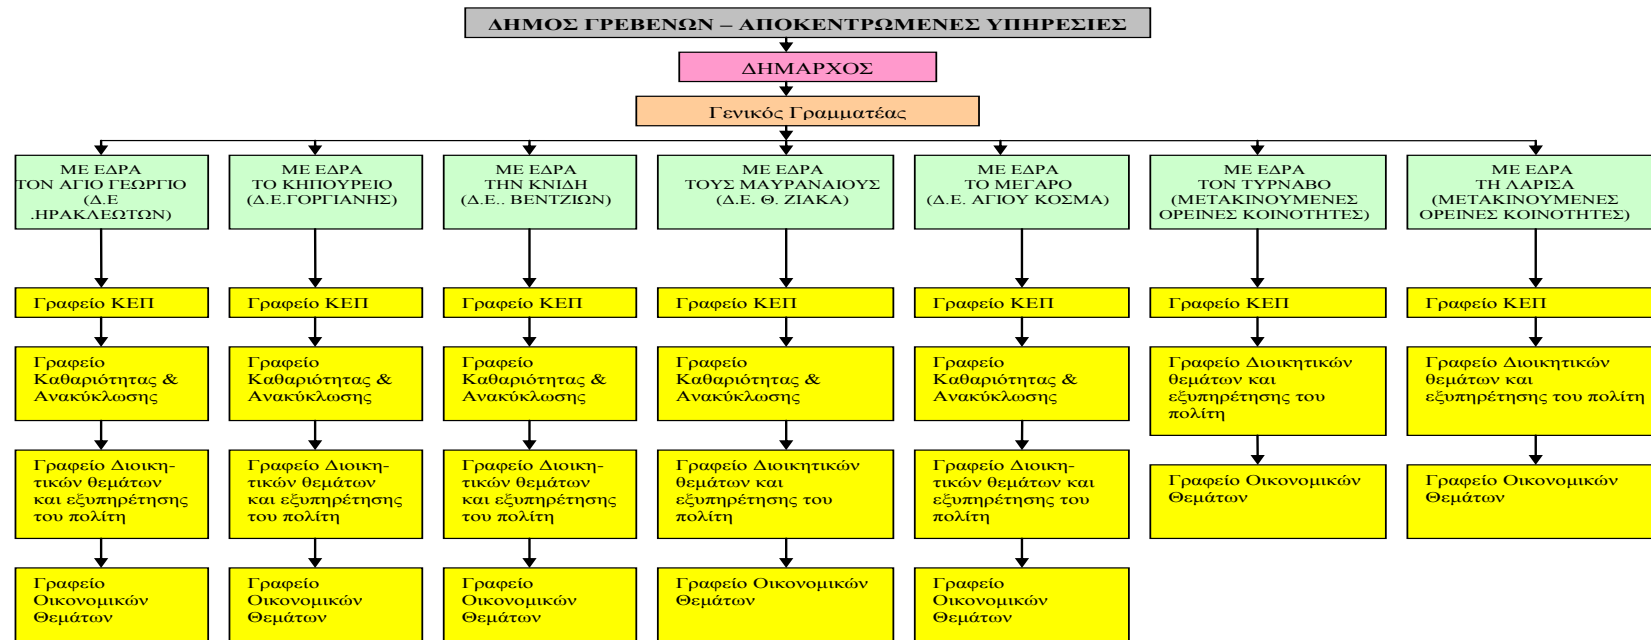 ΔΗΜΟΣ ΓΡΕΒΕΝΩΝ – ΑΠΟΚΕΝΤΡΩΜΕΝΕΣ ΥΠΗΡΕΣΙΕΣ
ΔΗΜΑΡΧΟΣ
Γενικός Γραμματέας
ΜΕ ΕΔΡΑ
ΤΟΝ ΑΓΙΟ ΓΕΩΡΓΙΟ
(Δ.Ε
.ΗΡΑΚΛΕΩΤΩΝ)
ΜΕ ΕΔΡΑ
ΤΟ ΚΗΠΟΥΡΕΙΟ
(Δ.Ε.ΓΟΡΓΙΑΝΗΣ)
ΜΕ ΕΔΡΑ
ΤΗΝ ΚΝΙΔΗ
(Δ.Ε.. ΒΕΝΤΖΙΩΝ)
ΜΕ ΕΔΡΑ
ΤΟΥΣ ΜΑΥΡΑΝΑΙΟΥΣ
(Δ.Ε. Θ. ΖΙΑΚΑ)
ΜΕ ΕΔΡΑ
ΤΟ ΜΕΓΑΡΟ
(Δ.Ε. ΑΓΙΟΥ ΚΟΣΜΑ)
ΜΕ ΕΔΡΑ
ΤΟΝ ΤΥΡΝΑΒΟ
(ΜΕΤΑΚΙΝΟΥΜΕΝΕΣ
ΟΡΕΙΝΕΣ ΚΟΙΝΟΤΗΤΕΣ)
ΜΕ ΕΔΡΑ
ΤΗ ΛΑΡΙΣΑ
(ΜΕΤΑΚΙΝΟΥΜΕΝΕΣ
ΟΡΕΙΝΕΣ ΚΟΙΝΟΤΗΤΕΣ)
Γραφείο ΚΕΠ
Γραφείο ΚΕΠ
Γραφείο ΚΕΠ
Γραφείο ΚΕΠ
Γραφείο ΚΕΠ
Γραφείο ΚΕΠ
Γραφείο ΚΕΠ
Γραφείο
Καθαριότητας &
Ανακύκλωσης
Γραφείο
Καθαριότητας &
Ανακύκλωσης
Γραφείο
Καθαριότητας &
Ανακύκλωσης
Γραφείο
Καθαριότητας &
Ανακύκλωσης
Γραφείο
Καθαριότητας &
Ανακύκλωσης
Γραφείο Διοικητικών
θεμάτων και
εξυπηρέτησης του
πολίτη
Γραφείο Διοικητικών
θεμάτων και
εξυπηρέτησης του πολίτη
Γραφείο Διοικη-
τικών θεμάτων
και εξυπηρέτησης
του πολίτη
Γραφείο Διοικη-
τικών θεμάτων
και εξυπηρέτησης
του πολίτη
Γραφείο Διοικη-
τικών θεμάτων
και εξυπηρέτησης
του πολίτη
Γραφείο Διοικητικών
θεμάτων και
εξυπηρέτησης του
πολίτη
Γραφείο Διοικη-
τικών θεμάτων και
εξυπηρέτησης του
πολίτη
Γραφείο Οικονομικών
Θεμάτων
Γραφείο Οικονομικών
Θεμάτων
Γραφείο
Οικονομικών
Θεμάτων
Γραφείο
Οικονομικών
Θεμάτων
Γραφείο
Οικονομικών
Θεμάτων
Γραφείο Οικονομικών
Θεμάτων
Γραφείο
Οικονομικών
Θεμάτων